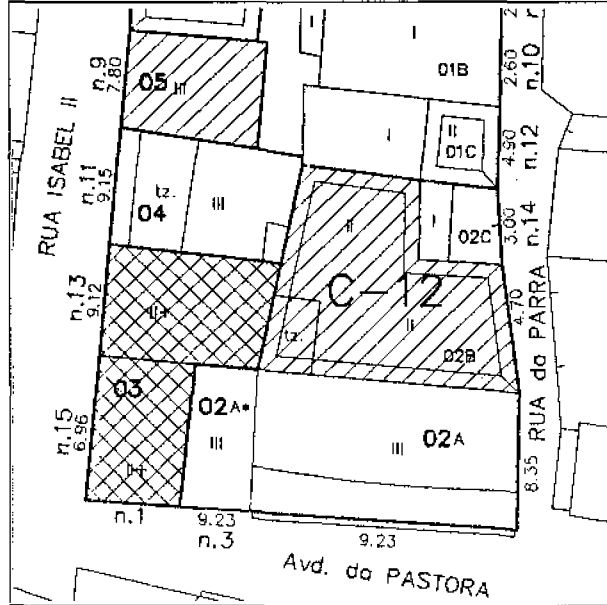 RUA ISABEL II
n.9
7.80
05
III
I
I
01B
2
2.60
n.10
r
I
II
01C
4.90
n.12
n.11
9.15
tz.
04
III
II
I
02C
3.00
n.14
n.13
9.12
C-12
tz.
II
02B
4.70
RUA da PARRA
03
n.15
6.96
02A*
III
III
02A
8.35
n.1
9.23
n.3
9.23
Avd. da PASTORA